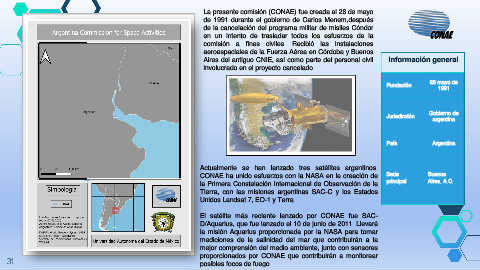 Argentina Commission for Space Activities
Argentina
Simbología
Universidad Autónoma del Estado de México
31
La presente comisión (CONAE) fue creada el 28 de mayo
de 1991 durante el gobierno de Carlos Menem,después
de la cancelación del programa militar de misiles Cóndor
en un intento de trasladar todos los esfuerzos de la
comisión a fines civiles Recibió las instalaciones
aeroespaciales de la Fuerza Aérea en Córdoba y Buenos
Aires del antiguo CNIE, así como parte del personal civil
involucrado en el proyecto cancelado
Actualmente se han lanzado tres satélites argentinos
CONAE ha unido esfuerzos con la NASA en la creación de
la Primera Constelación Internacional de Observación de la
Tierra, con las misiones argentinas SAC-C y los Estados
Unidos Landsat 7, EO-1 y Terra
El satélite más reciente lanzado por CONAE fue SAC-
D/Aquarius, que fue lanzado el 10 de junio de 2011 Llevará
la misión Aquarius proporcionada por la NASA para tomar
mediciones de la salinidad del mar que contribuirán a la
mejor comprensión del medio ambiente, junto con sensores
proporcionados por CONAE que contribuirán a monitorear
posibles focos de fuego
CONAE
Información general
Fundación
28 mayo de
1991
Jurisdicción
Gobierno de
argentina
País
Argentina
Sede
principal
Buenos
Aires, A.O.